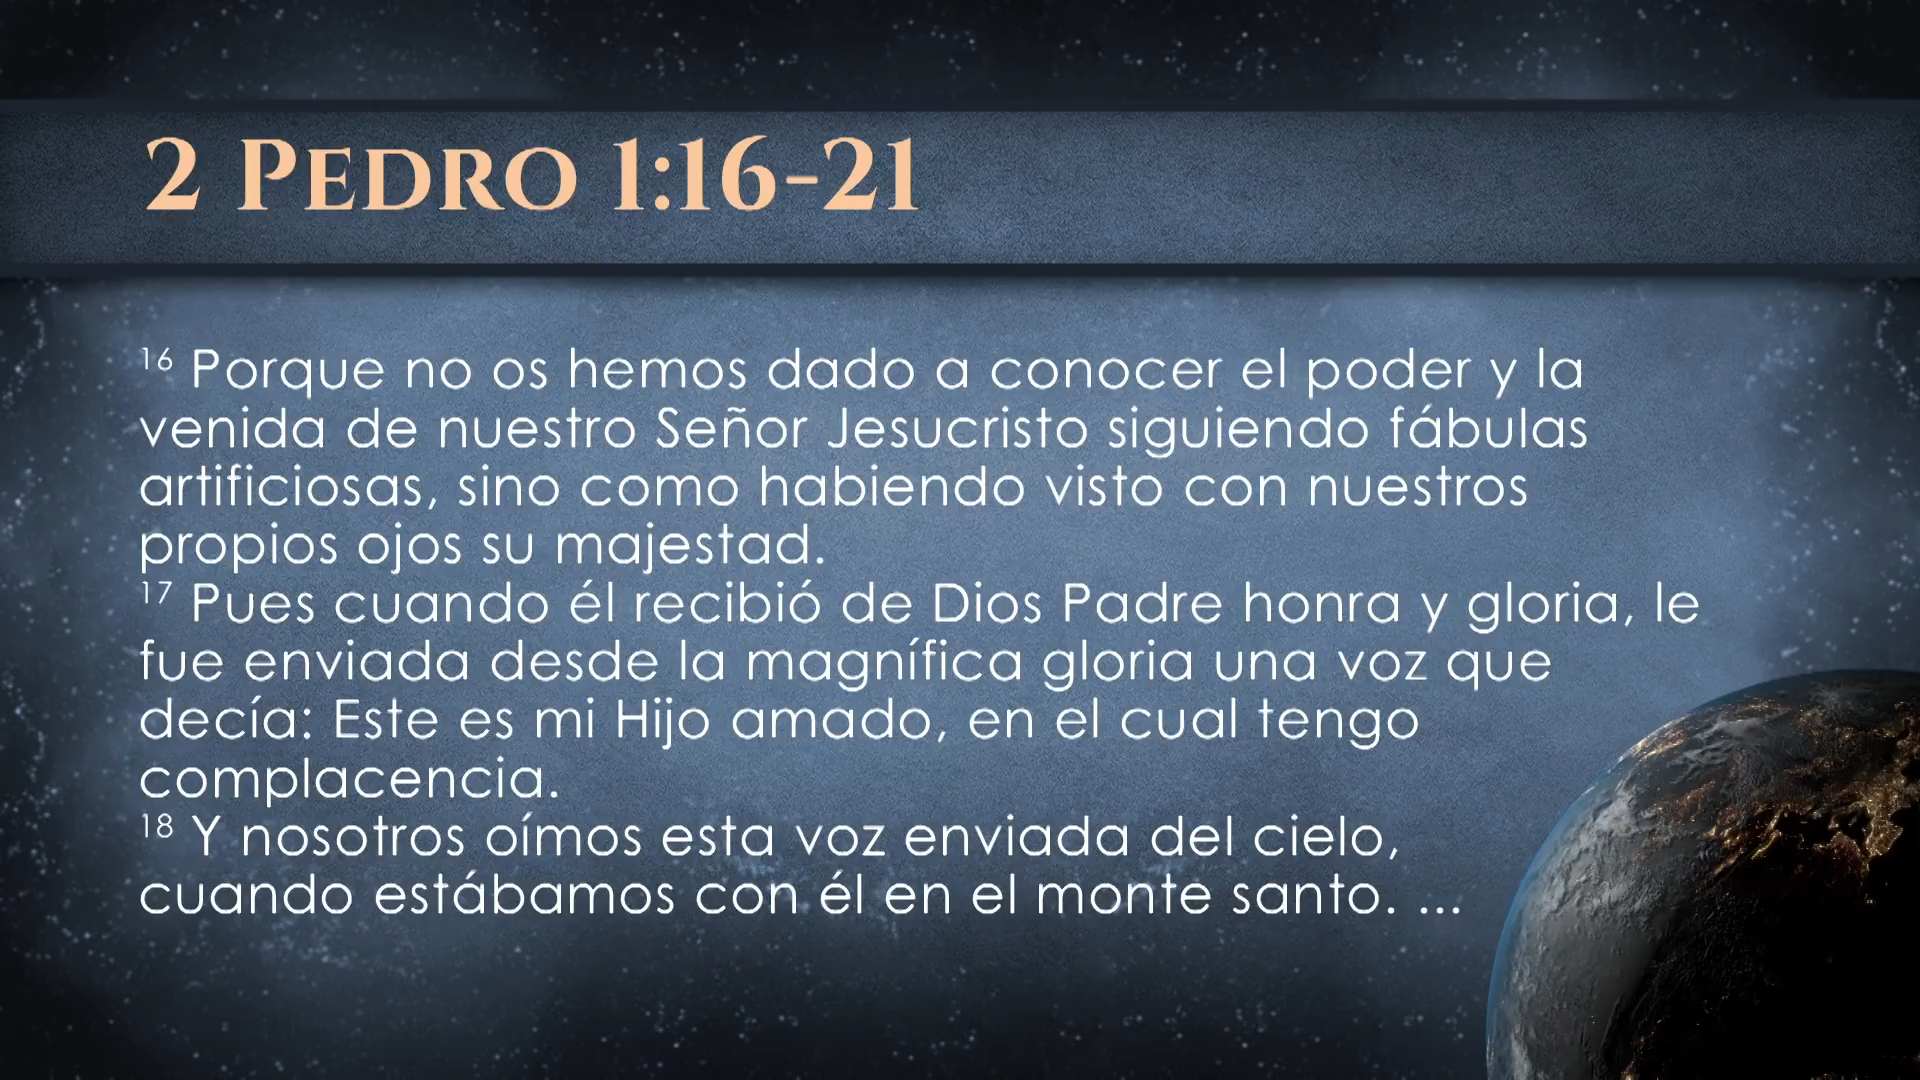 2 Pedro 1:16-21
16 Porque no os hemos dado a conocer el poder y la
venida de nuestro Señor Jesucristo siguiendo fábulas
artificiosas, sino como habiendo visto con nuestros
propios ojos su majestad.
17 Pues cuando él recibió de Dios Padre honra y gloria, le
fue enviada desde la magnífica gloria una voz que
decía: Este es mi Hijo amado, en el cual tengo
complacencia.
18 Y nosotros oímos esta voz enviada del cielo,
cuando estábamos con él en el monte santo. ...